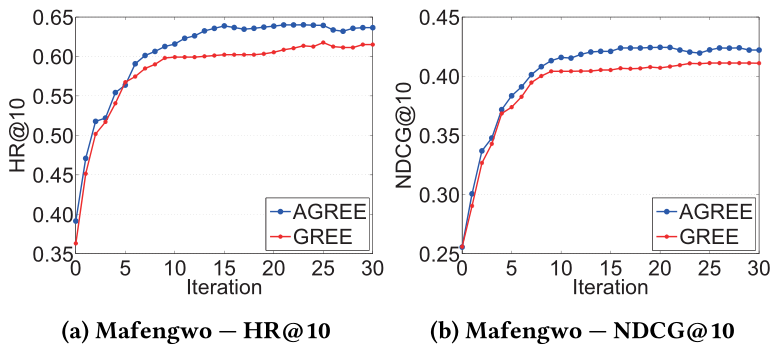 0.65
0.60
0.55
0.50
0.45
0.40
0.35
HR@10
0 5 10 15 20 25 30
Iteration
AGREE
GREE
(a) Mafengwo — HR@10
0.45
0.40
0.35
0.30
0.25
NDCG@10
0 5 10 15 20 25 30
Iteration
AGREE
GREE
(b) Mafengwo — NDCG@10